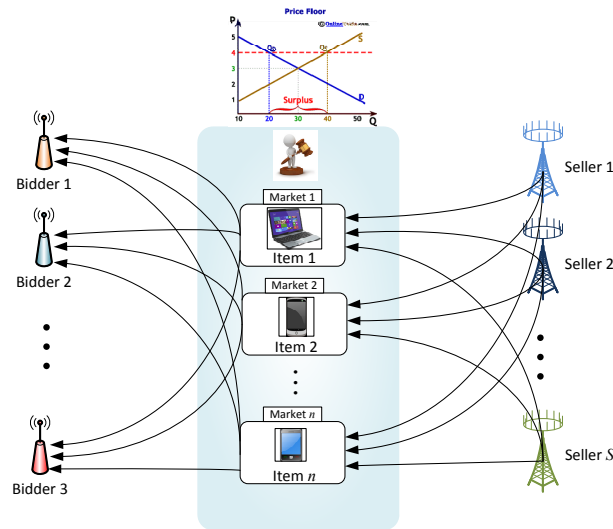 Price Floor
P
5
4
3
2
1
QD
QS
S
D
Surplus
10 20 30 40 50 Q
Market 1
Item 1
Market 2
Item 2
Market n
Item n
Bidder 1
Bidder 2
Bidder 3
Seller 1
Seller 2
Seller S